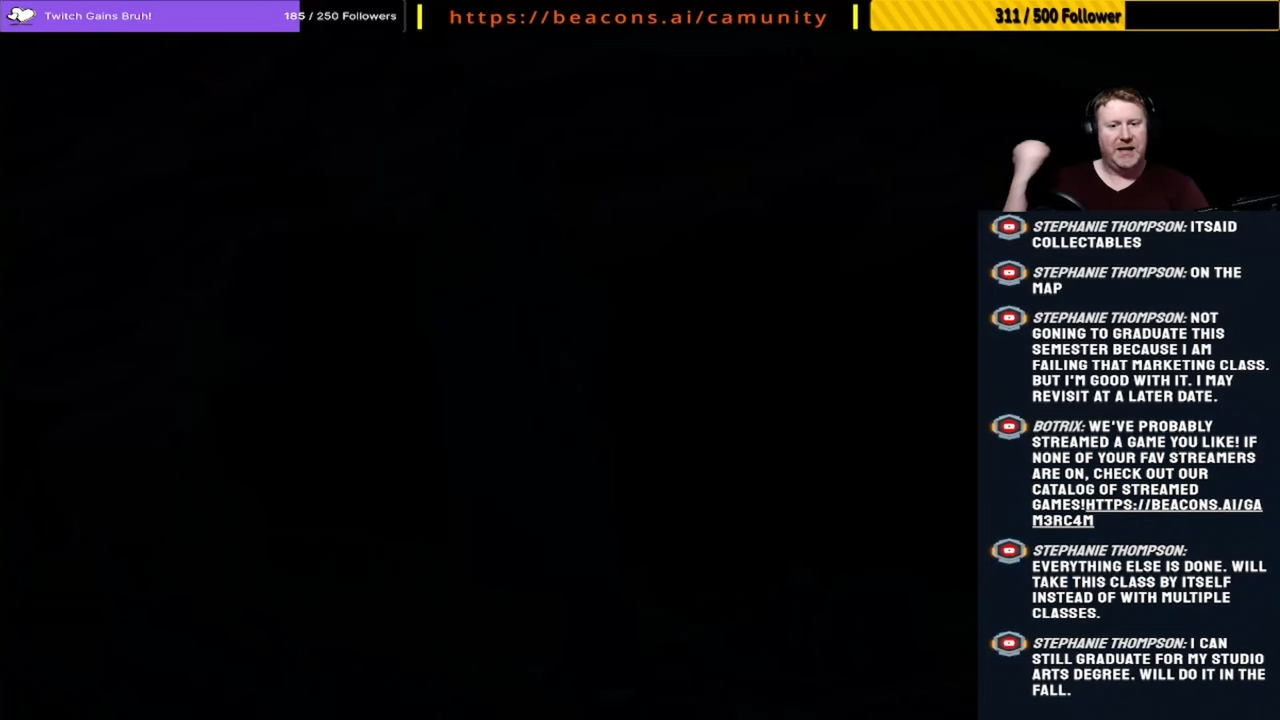 Twitch Gains Bruh!
185 / 250 Followers
https://beacons.ai/camunity
311 / 500 Follower
STEPHANIE THOMPSON: ITSAID
COLLECTABLES
STEPHANIE THOMPSON: ON THE
MAP
STEPHANIE THOMPSON: NOT
GONING TO GRADUATE THIS
SEMESTER BECAUSE I AM
FAILING THAT MARKETING CLASS.
BUT I'M GOOD WITH IT. I MAY
REVISIT AT A LATER DATE.
BOTRIX: WE'VE PROBABLY
STREAMED A GAME YOU LIKE! IF
NONE OF YOUR FAV STREAMERS
ARE ON, CHECK OUT OUR
CATALOG OF STREAMED
GAMES!HTTPS://BEACONS.AI/GA
M3RC4M
STEPHANIE THOMPSON:
EVERYTHING ELSE IS DONE. WILL
TAKE THIS CLASS BY ITSELF
INSTEAD OF WITH MULTIPLE
CLASSES.
STEPHANIE THOMPSON: I CAN
STILL GRADUATE FOR MY STUDIO
ARTS DEGREE. WILL DO IT IN THE
FALL.